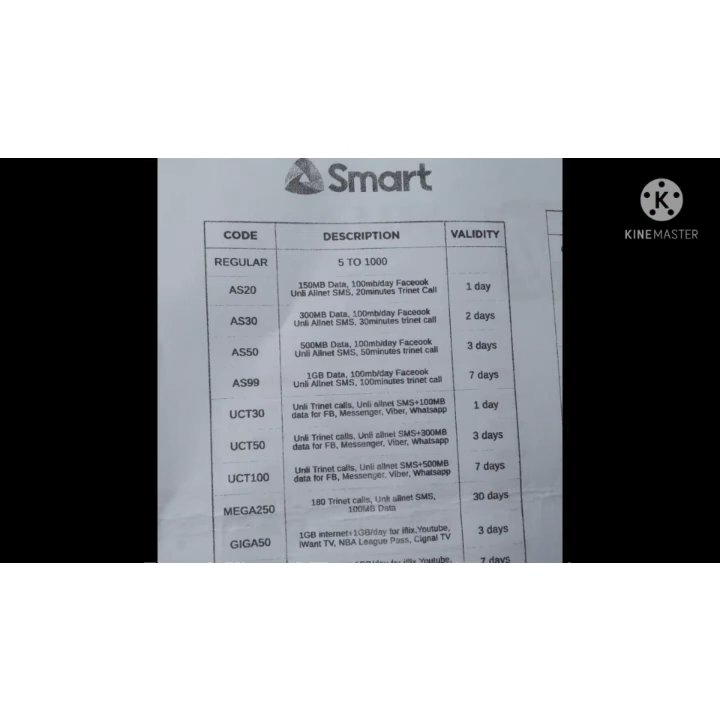 Smart
KINEMASTER
CODE DESCRIPTION VALIDITY
REGULAR 5 TO 1000
AS20 150MB Data, 100mb/day Faceook 1 day
Unli Allnet SMS, 20minutes Trinet Call
AS30 300MB Data, 100mb/day Faceook 2 days
Unli Allnet SMS, 30minutes trinet call
AS50 500MB Data, 100mb/day Faceook 3 days
Unli Allnet SMS, 50minutes trinet call
AS99 1GB Data, 100mb/day Faceook 7 days
Unli Allnet SMS, 100minutes trinet call
UCT30 Unli Trinet calls, Unli allnet SMS+100MB 1 day
data for FB, Messenger, Viber, Whatsapp
UCT50 Unli Trinet calls, Unli allnet SMS+300MB 3 days
data for FB, Messenger, Viber, Whatsapp
UCT100 Unli Trinet calls, Unli allnet SMS+500MB 7 days
data for FB, Messenger, Viber, Whatsapp
MEGA250 180 Trinet calls, Unli allnet SMS, 30 days
100MB Data
GIGA50 1GB internet+1GB/day for iflix,Youtube, 3 days
iWant TV, NBA League Pass, Cignal TV
for iflix Youtube, 7 days